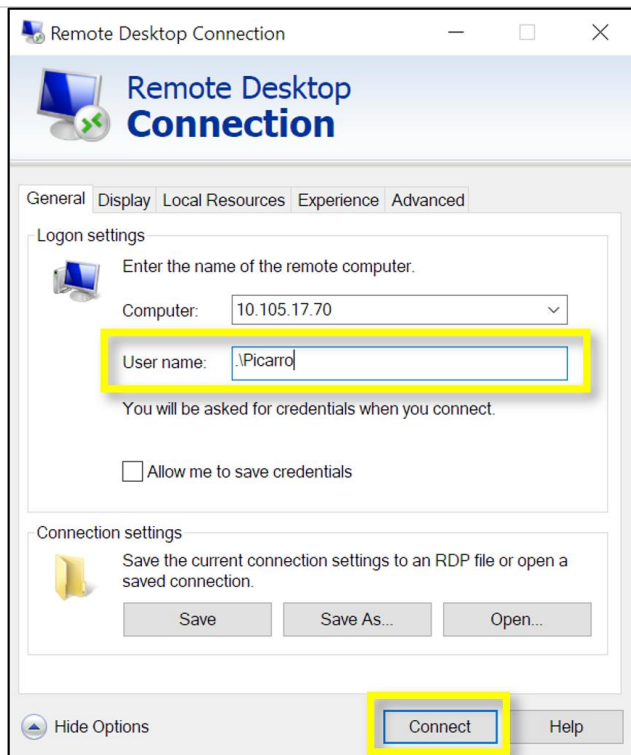 Remote Desktop Connection
Remote Desktop
Connection
General Display Local Resources Experience Advanced
Logon settings
Enter the name of the remote computer.
Computer: 10.105.17.70
User name: .\Picarro
You will be asked for credentials when you connect.
Allow me to save credentials
Connection settings
Save the current connection settings to an RDP file or open a
saved connection.
Save Save As... Open...
Hide Options Connect Help